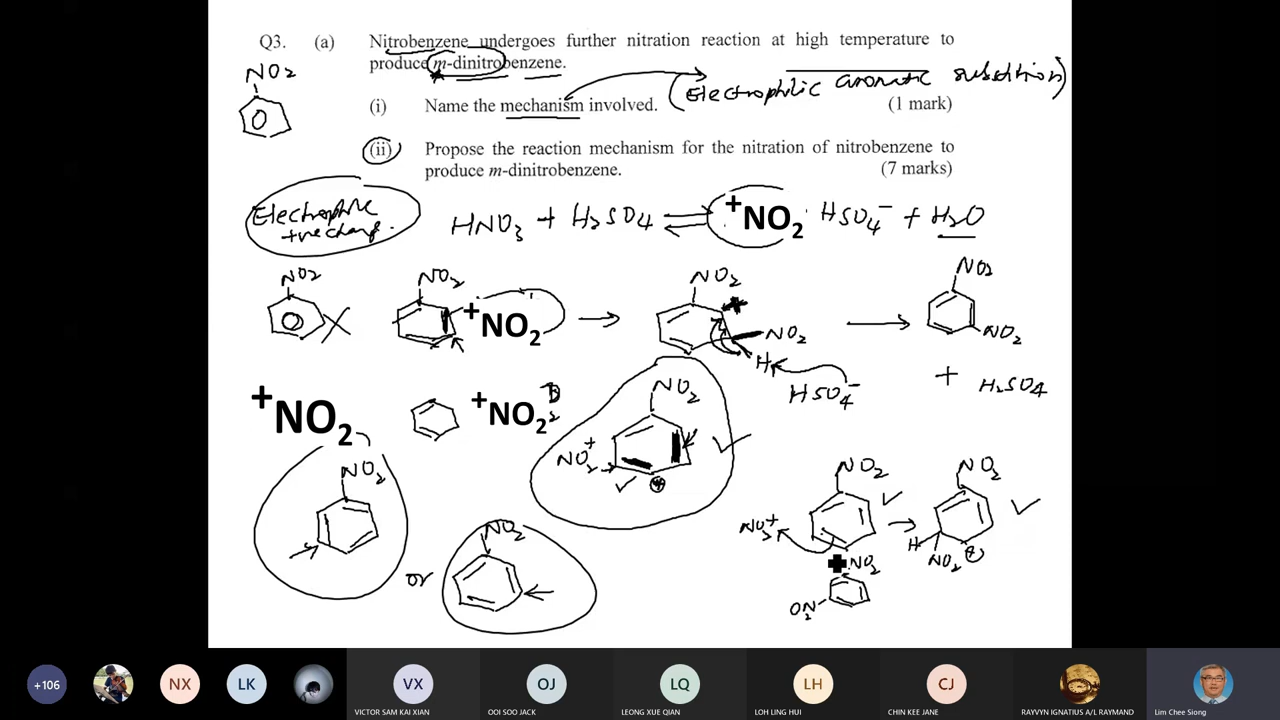 Q3. (a) Nitrobenzene undergoes further nitration reaction at high temperature to
produce m-dinitrobenzene.
NO2
(Electrophilic aromatic substitution)
(i) Name the mechanism involved. (1 mark)
(ii) Propose the reaction mechanism for the nitration of nitrobenzene to
produce m-dinitrobenzene. (7 marks)
Electrophile
HNO3 + H2SO4 ⇌ +NO2 HSO4− + H2O
NO2 NO2 NO2 NO2
+NO2 → NO2 → NO2
H
HSO4− + H2SO4
+NO2 +NO2 NO2
NO2+
NO2 NO2 NO2
NO2+ → H NO2 +
or NO2
NO2
O2N
+106 NX LK VX OJ LQ LH CJ
VICTOR SAM KAI XIAN OOI SOO JACK LEONG XUE QIAN LOH LING HUI CHIN KEE JANE RAYVYN IGNATIUS A/L RAYMAND Lim Chee Siong